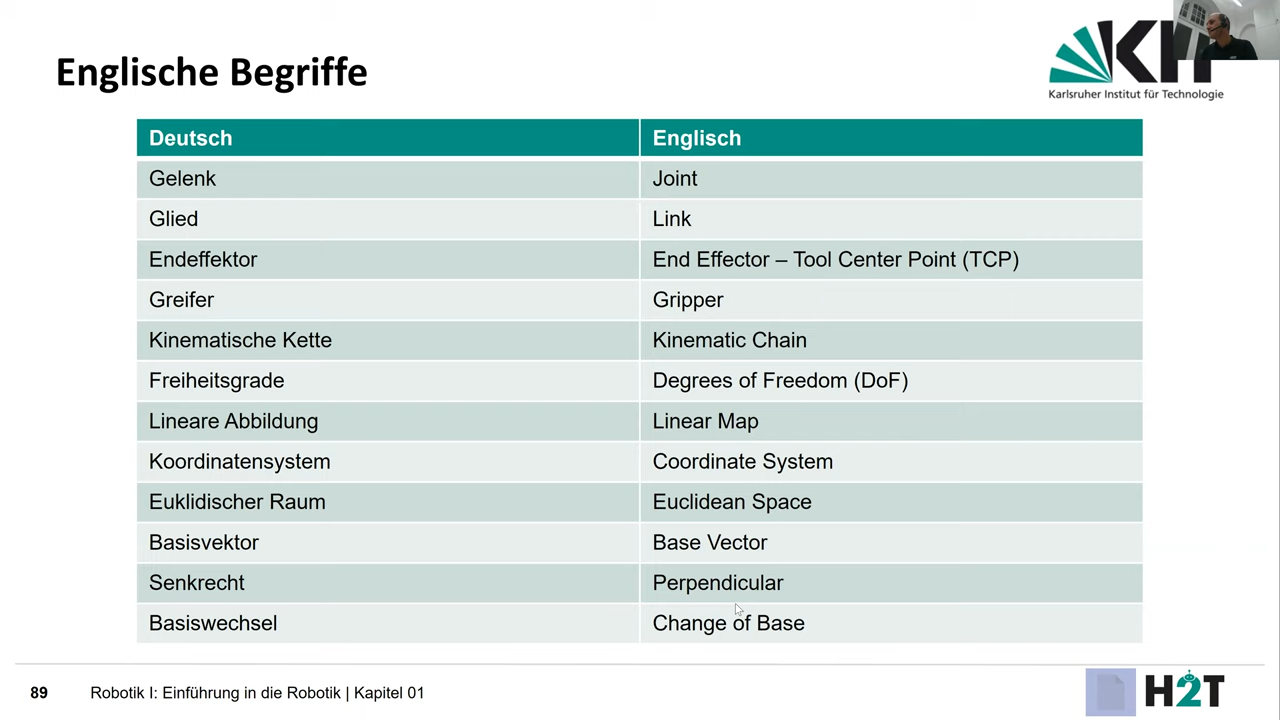 Englische Begriffe
KIT
Karlsruher Institut für Technologie
Deutsch Englisch
Gelenk Joint
Glied Link
Endeffektor End Effector – Tool Center Point (TCP)
Greifer Gripper
Kinematische Kette Kinematic Chain
Freiheitsgrade Degrees of Freedom (DoF)
Lineare Abbildung Linear Map
Koordinatensystem Coordinate System
Euklidischer Raum Euclidean Space
Basisvektor Base Vector
Senkrecht Perpendicular
Basiswechsel Change of Base
89 Robotik I: Einführung in die Robotik | Kapitel 01
H2T